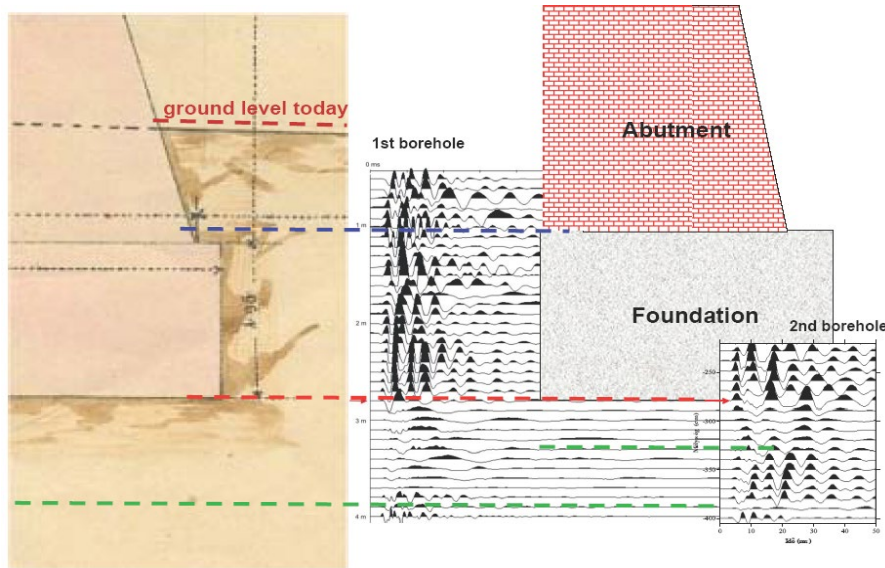 ground level today
1st borehole
0 ms
1 m
2 m
3 m
4 m
Abutment
Foundation
2nd borehole
-250
-300
-350
-400
0
10
20
30
40
50